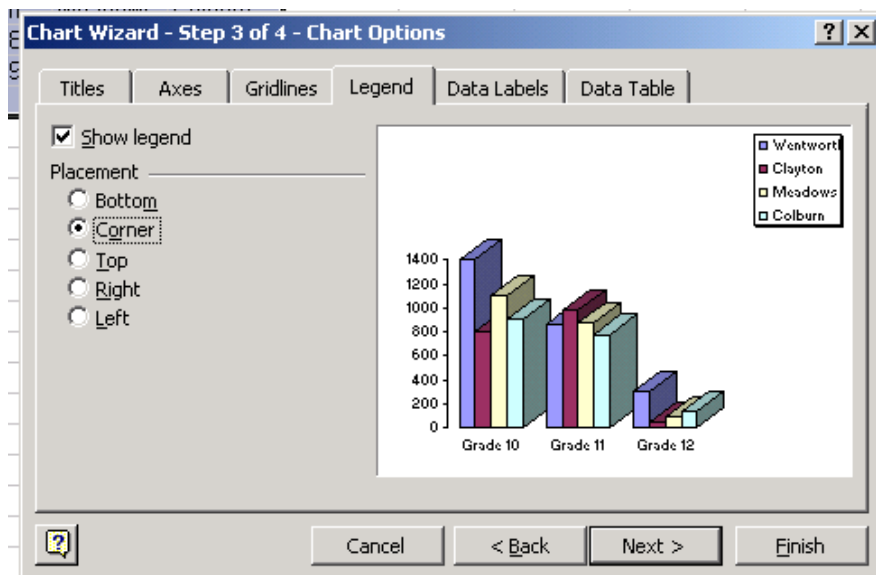 Chart Wizard - Step 3 of 4 - Chart Options
Titles Axes Gridlines Legend Data Labels Data Table
Show legend
Placement
Bottom
Corner
Top
Right
Left
Wentworth
Clayton
Meadows
Colburn
1400
1200
1000
800
600
400
200
0
Grade 10 Grade 11 Grade 12
Cancel < Back Next > Finish